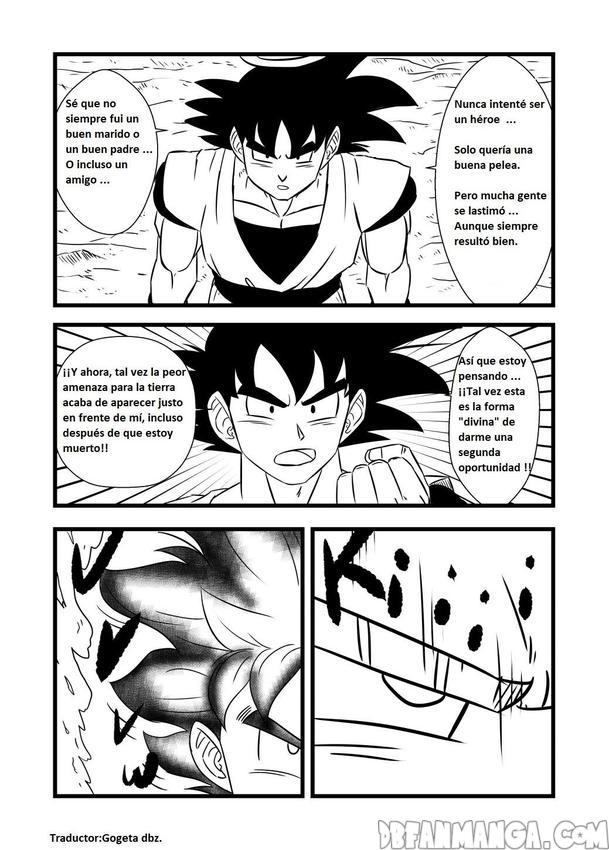 Sé que no
siempre fui un
buen marido o
un buen padre ...
O incluso un
amigo ...
Nunca intenté ser
un héroe ...
Solo quería una
buena pelea.
Pero mucha gente
se lastimó ...
Aunque siempre
resultó bien.
¡¡Y ahora, tal vez la peor
amenaza para la tierra
acaba de aparecer justo
en frente de mí, incluso
después de que estoy
muerto!!
Así que estoy
pensando ...
¡¡Tal vez esta
es la forma
"divina" de
darme una
segunda
oportunidad !!
Traductor:Gogeta dbz.
DBFANMANGA.COM